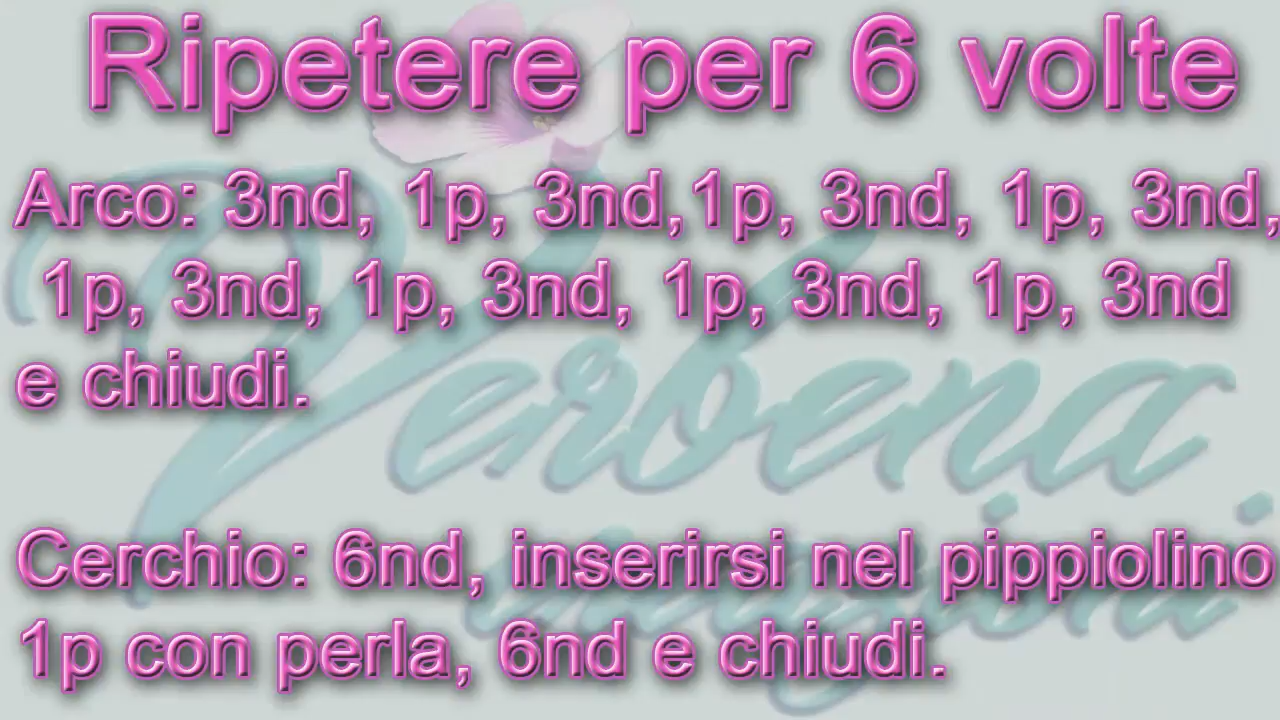 Ripetere per 6 volte
Arco: 3nd, 1p, 3nd,1p, 3nd, 1p, 3nd,
1p, 3nd, 1p, 3nd, 1p, 3nd, 1p, 3nd
e chiudi.
Verbena
Cerchio: 6nd, inserirsi nel pippiolino
1p con perla, 6nd e chiudi.